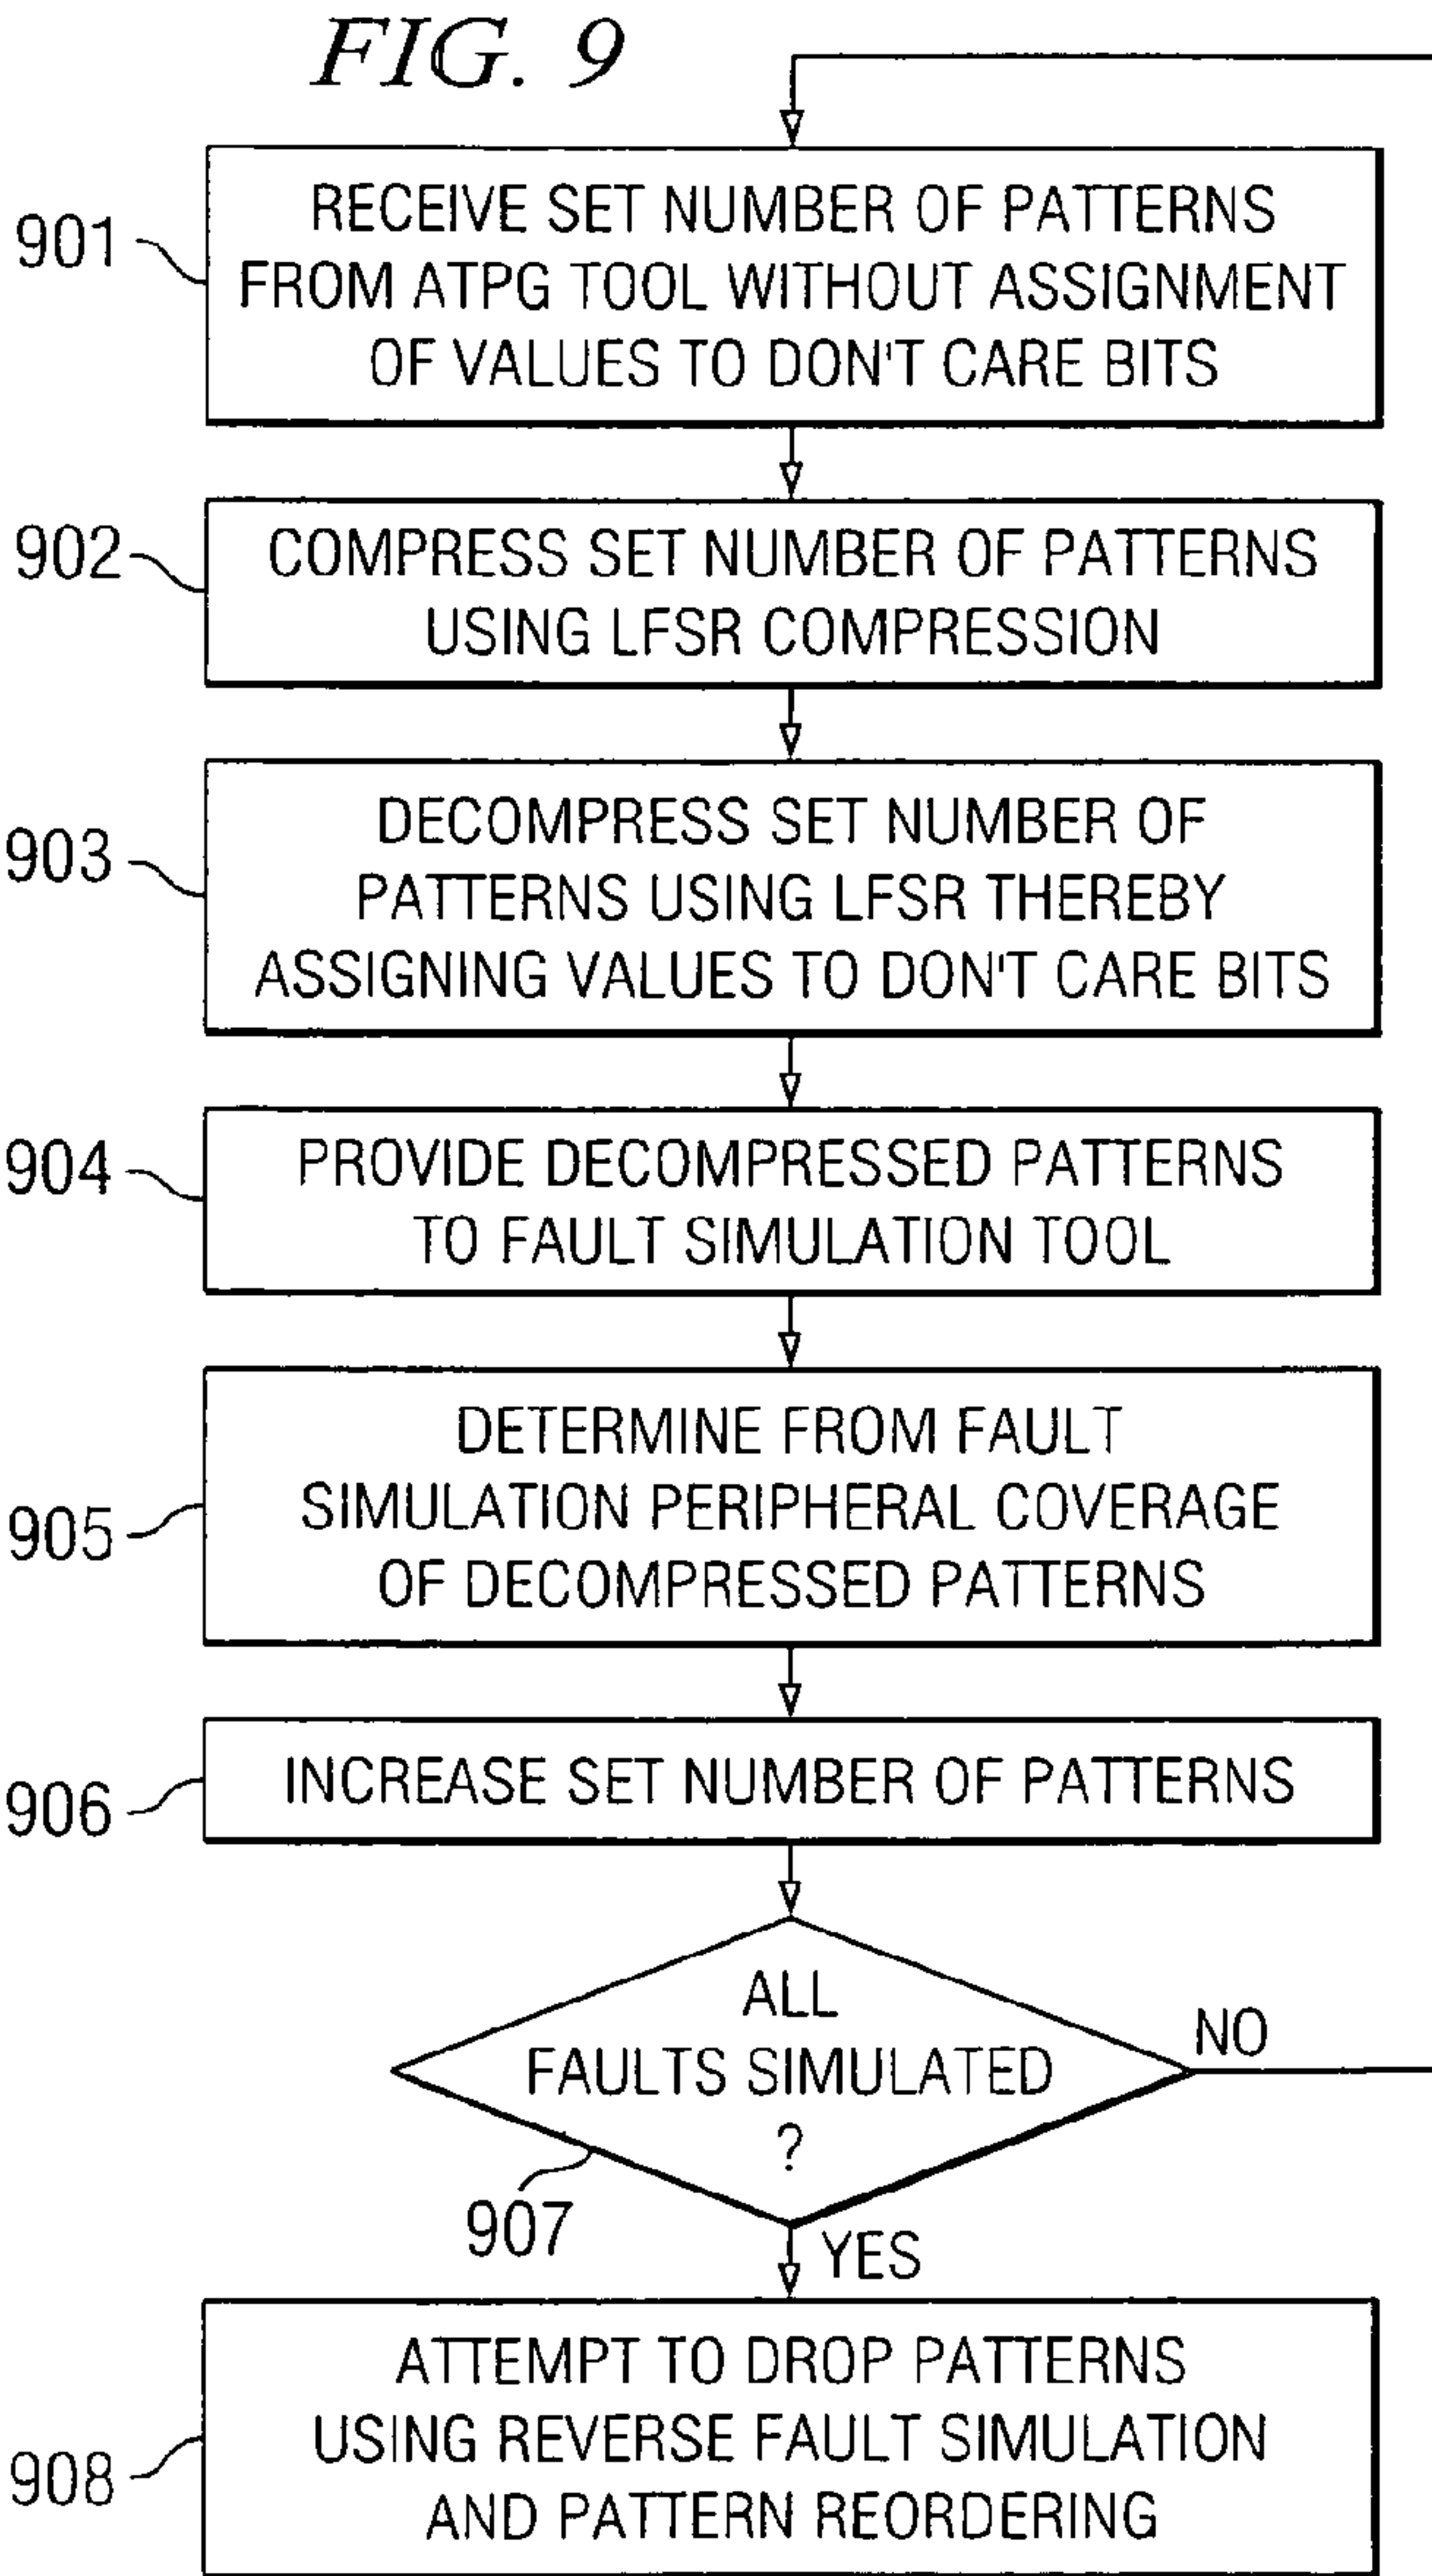 FIG. 9
901
RECEIVE SET NUMBER OF PATTERNS
FROM ATPG TOOL WITHOUT ASSIGNMENT
OF VALUES TO DON'T CARE BITS
902
COMPRESS SET NUMBER OF PATTERNS
USING LFSR COMPRESSION
903
DECOMPRESS SET NUMBER OF
PATTERNS USING LFSR THEREBY
ASSIGNING VALUES TO DON'T CARE BITS
904
PROVIDE DECOMPRESSED PATTERNS
TO FAULT SIMULATION TOOL
905
DETERMINE FROM FAULT
SIMULATION PERIPHERAL COVERAGE
OF DECOMPRESSED PATTERNS
906
INCREASE SET NUMBER OF PATTERNS
ALL
FAULTS SIMULATED
?
NO
907
YES
908
ATTEMPT TO DROP PATTERNS
USING REVERSE FAULT SIMULATION
AND PATTERN REORDERING